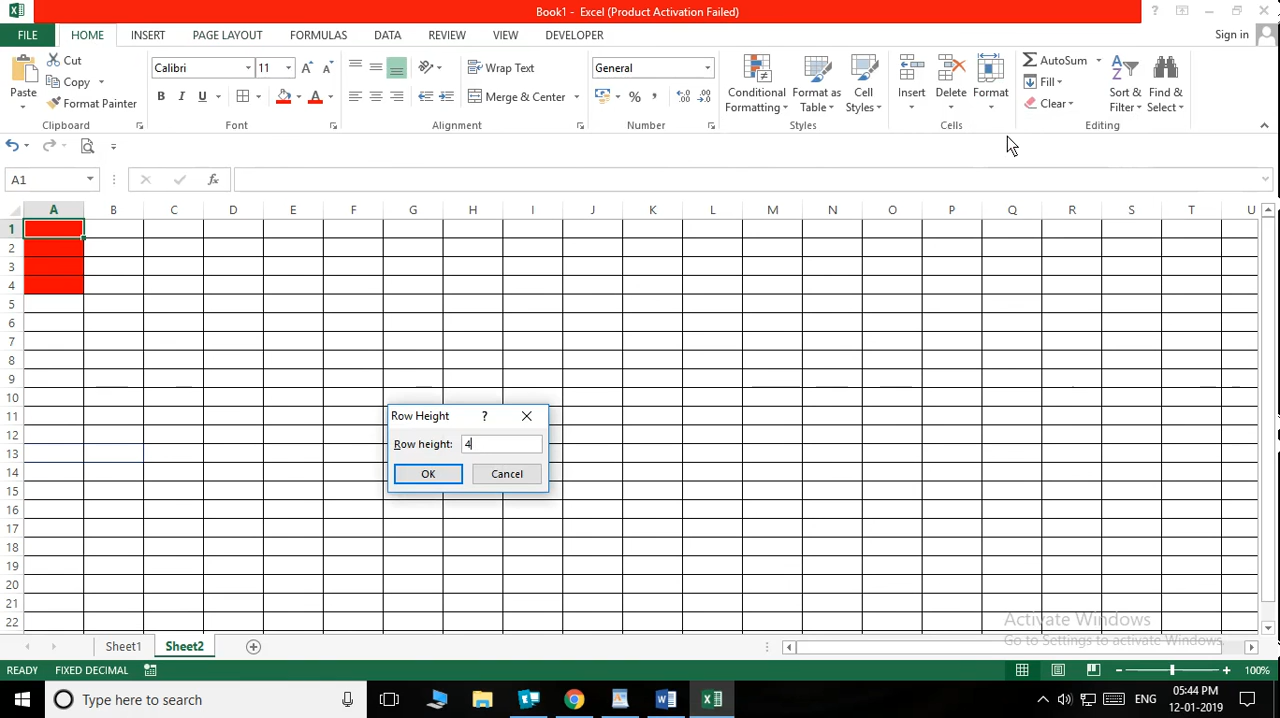 Book1 - Excel (Product Activation Failed)
FILE HOME INSERT PAGE LAYOUT FORMULAS DATA REVIEW VIEW DEVELOPER Sign in
Paste
Cut
Copy
Format Painter
Clipboard
Calibri 11
B I U
Font
Wrap Text
Merge & Center
Alignment
General
Number
Conditional Formatting
Format as Table
Cell Styles
Styles
Insert
Delete
Format
Cells
AutoSum
Fill
Clear
Sort & Filter
Find & Select
Editing
A1
A B C D E F G H I J K L M N O P Q R S T U
1
2
3
4
5
6
7
8
9
10
11
12
13
14
15
16
17
18
19
20
21
22
Row Height ?
Row height: 4
OK Cancel
Activate Windows
Go to Settings to activate Windows.
Sheet1 Sheet2
READY FIXED DECIMAL 100%
Type here to search
ENG
05:44 PM
12-01-2019